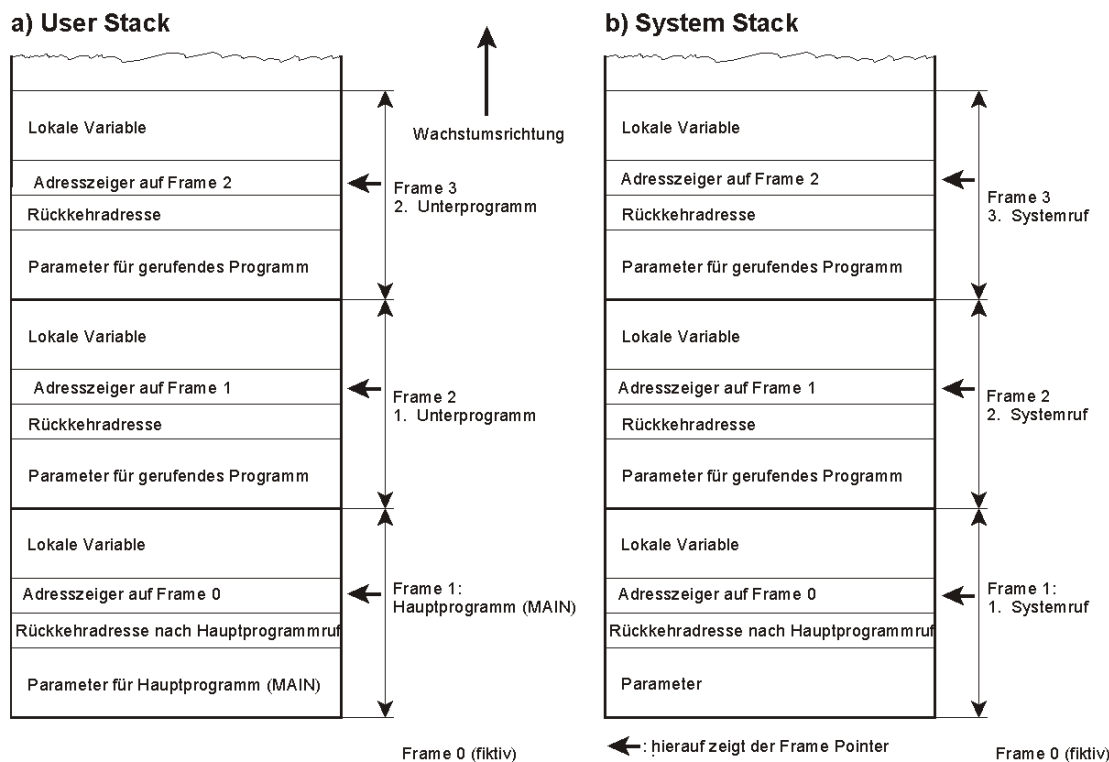 a) User Stack
Lokale Variable
Adresszeiger auf Frame 2
Rückkehradresse
Parameter für gerufendes Programm
Lokale Variable
Adresszeiger auf Frame 1
Rückkehradresse
Parameter für gerufendes Programm
Lokale Variable
Adresszeiger auf Frame 0
Rückkehradresse nach Hauptprogrammruf
Parameter für Hauptprogramm (MAIN)
Wachstumsrichtung
Frame 3
2. Unterprogramm
Frame 2
1. Unterprogramm
Frame 1:
Hauptprogramm (MAIN)
Frame 0 (fiktiv)
b) System Stack
Lokale Variable
Adresszeiger auf Frame 2
Rückkehradresse
Parameter für gerufendes Programm
Lokale Variable
Adresszeiger auf Frame 1
Rückkehradresse
Parameter für gerufendes Programm
Lokale Variable
Adresszeiger auf Frame 0
Rückkehradresse nach Hauptprogrammruf
Parameter
Frame 3
3. Systemruf
Frame 2
2. Systemruf
Frame 1:
1. Systemruf
: hierauf zeigt der Frame Pointer
Frame 0 (fiktiv)